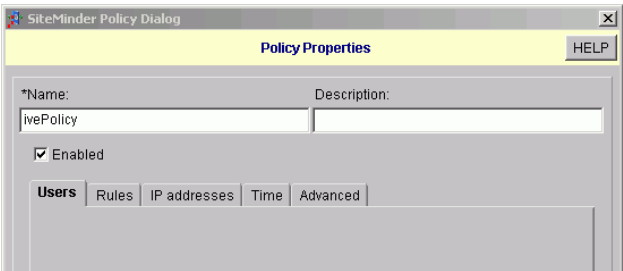 SiteMinder Policy Dialog
Policy Properties
HELP
*Name:
Description:
ivePolicy
Enabled
Users
Rules
IP addresses
Time
Advanced